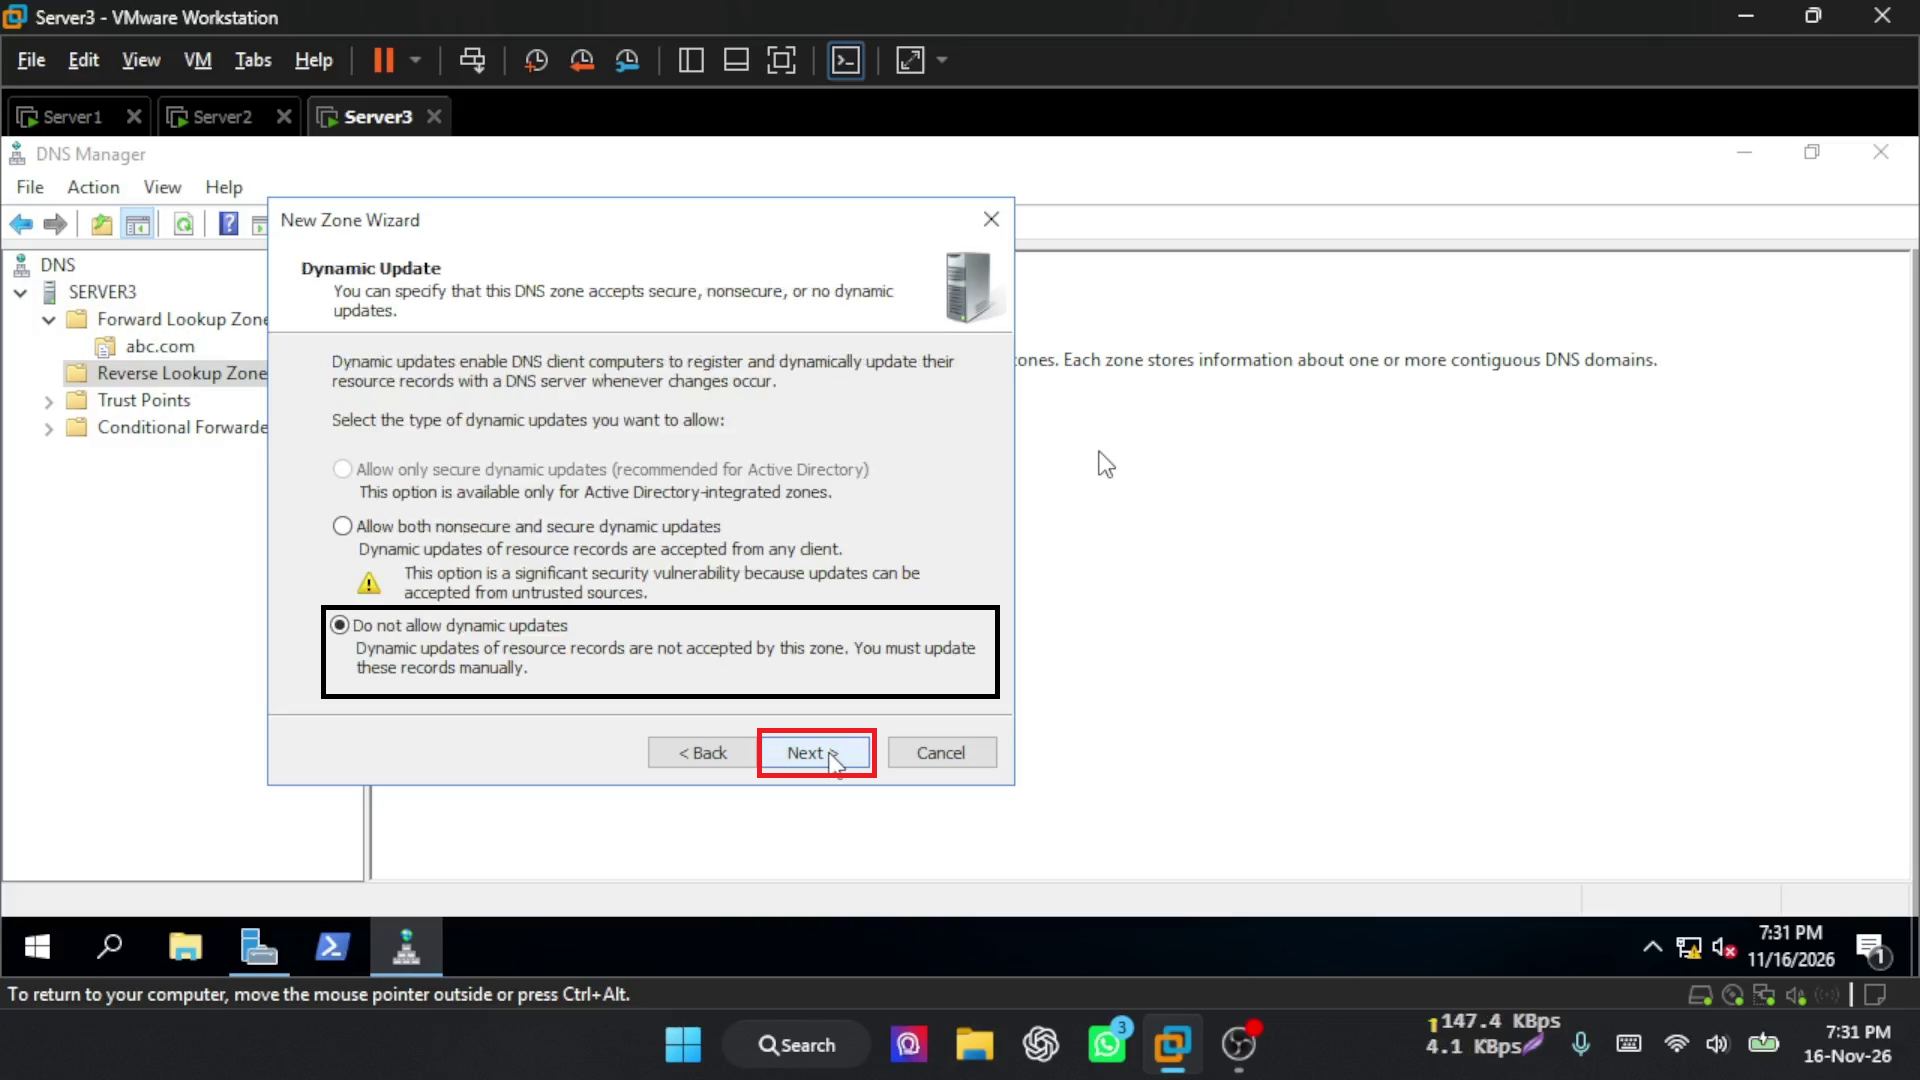 Server3 - VMware Workstation
File Edit View VM Tabs Help
Server1 Server2 Server3
DNS Manager
File Action View Help
DNS
SERVER3
Forward Lookup Zone
abc.com
Reverse Lookup Zone
Trust Points
Conditional Forwarde
New Zone Wizard
Dynamic Update
You can specify that this DNS zone accepts secure, nonsecure, or no dynamic
updates.
Dynamic updates enable DNS client computers to register and dynamically update their
resource records with a DNS server whenever changes occur.
Select the type of dynamic updates you want to allow:
Allow only secure dynamic updates (recommended for Active Directory)
This option is available only for Active Directory-integrated zones.
Allow both nonsecure and secure dynamic updates
Dynamic updates of resource records are accepted from any client.
This option is a significant security vulnerability because updates can be
accepted from untrusted sources.
Do not allow dynamic updates
Dynamic updates of resource records are not accepted by this zone. You must update
these records manually.
< Back Next > Cancel
zones. Each zone stores information about one or more contiguous DNS domains.
7:31 PM
11/16/2026
1
To return to your computer, move the mouse pointer outside or press Ctrl+Alt.
Search
3
147.4 KBps
4.1 KBps
7:31 PM
16-Nov-26